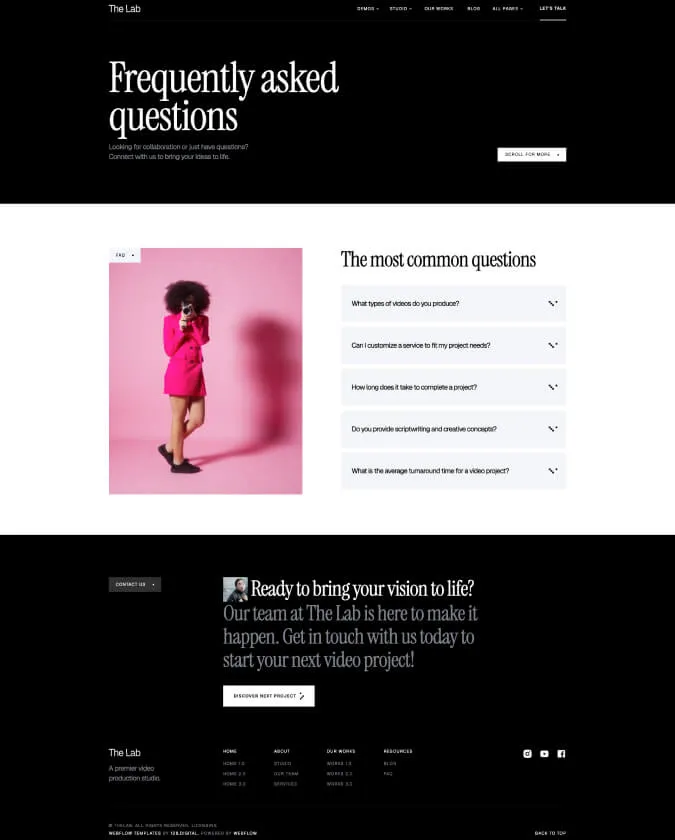 The Lab
DEMOS
STUDIO
OUR WORKS
BLOG
ALL PAGES
LET'S TALK
Frequently asked
questions
Looking for collaboration or just have questions?
Connect with us to bring your ideas to life.
SCROLL FOR MORE
FAQ
The most common questions
What types of videos do you produce?
Can I customize a service to fit my project needs?
How long does it take to complete a project?
Do you provide scriptwriting and creative concepts?
What is the average turnaround time for a video project?
CONTACT US
Ready to bring your vision to life?
Our team at The Lab is here to make it
happen. Get in touch with us today to
start your next video project!
DISCOVER NEXT PROJECT
The Lab
A premier video
production studio.
HOME
HOME 1.0
HOME 2.0
HOME 3.0
ABOUT
STUDIO
OUR TEAM
SERVICES
OUR WORKS
WORKS 1.0
WORKS 2.0
WORKS 3.0
RESOURCES
BLOG
FAQ
© THELAB. ALL RIGHTS RESERVED. LICENSING.
WEBFLOW TEMPLATES BY 128.DIGITAL. POWERED BY WEBFLOW
BACK TO TOP